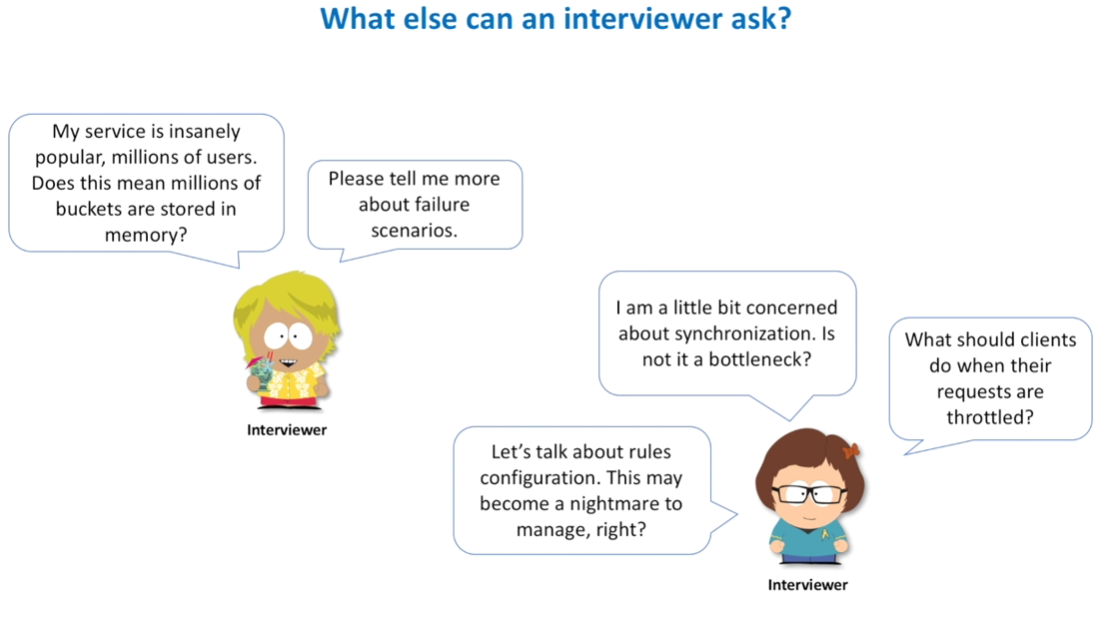 What else can an interviewer ask?
My service is insanely
popular, millions of users.
Does this mean millions of
buckets are stored in
memory?
Please tell me more
about failure
scenarios.
Interviewer
I am a little bit concerned
about synchronization. Is
not it a bottleneck?
What should clients
do when their
requests are
throttled?
Let's talk about rules
configuration. This may
become a nightmare to
manage, right?
Interviewer